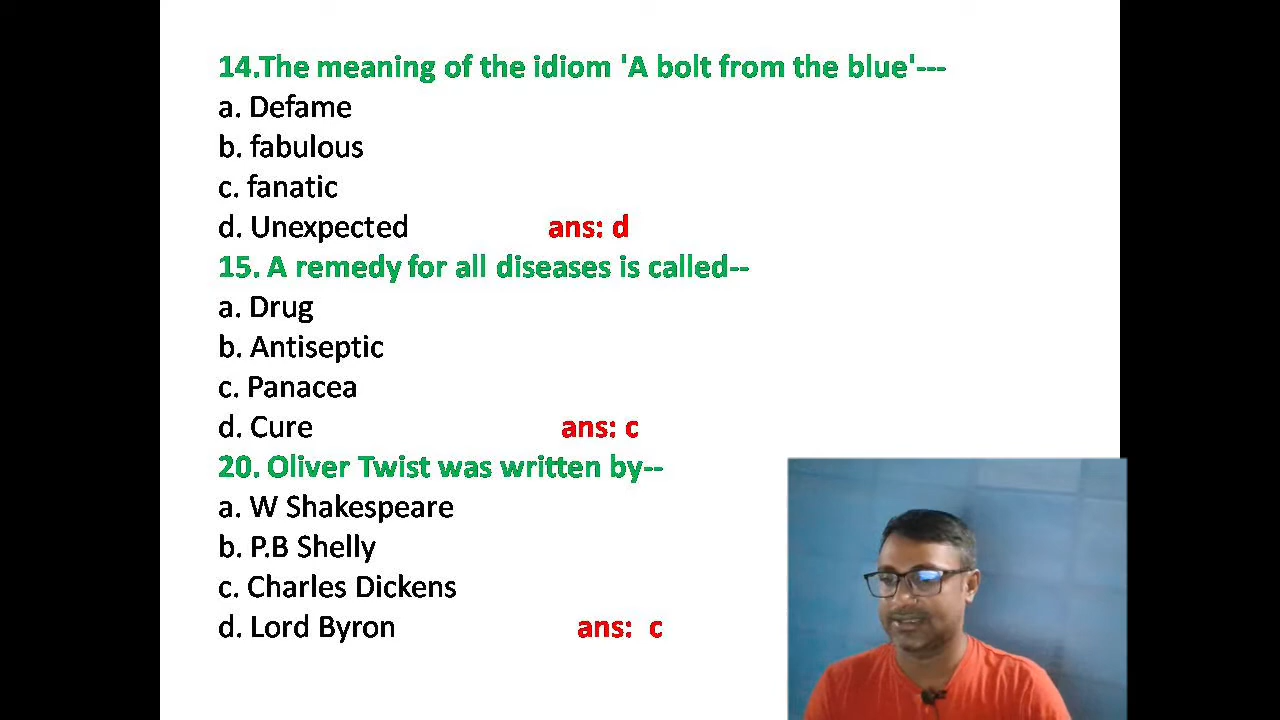 14.The meaning of the idiom 'A bolt from the blue'---
a. Defame
b. fabulous
c. fanatic
d. Unexpected ans: d
15. A remedy for all diseases is called--
a. Drug
b. Antiseptic
c. Panacea
d. Cure ans: c
20. Oliver Twist was written by--
a. W Shakespeare
b. P.B Shelly
c. Charles Dickens
d. Lord Byron ans: c